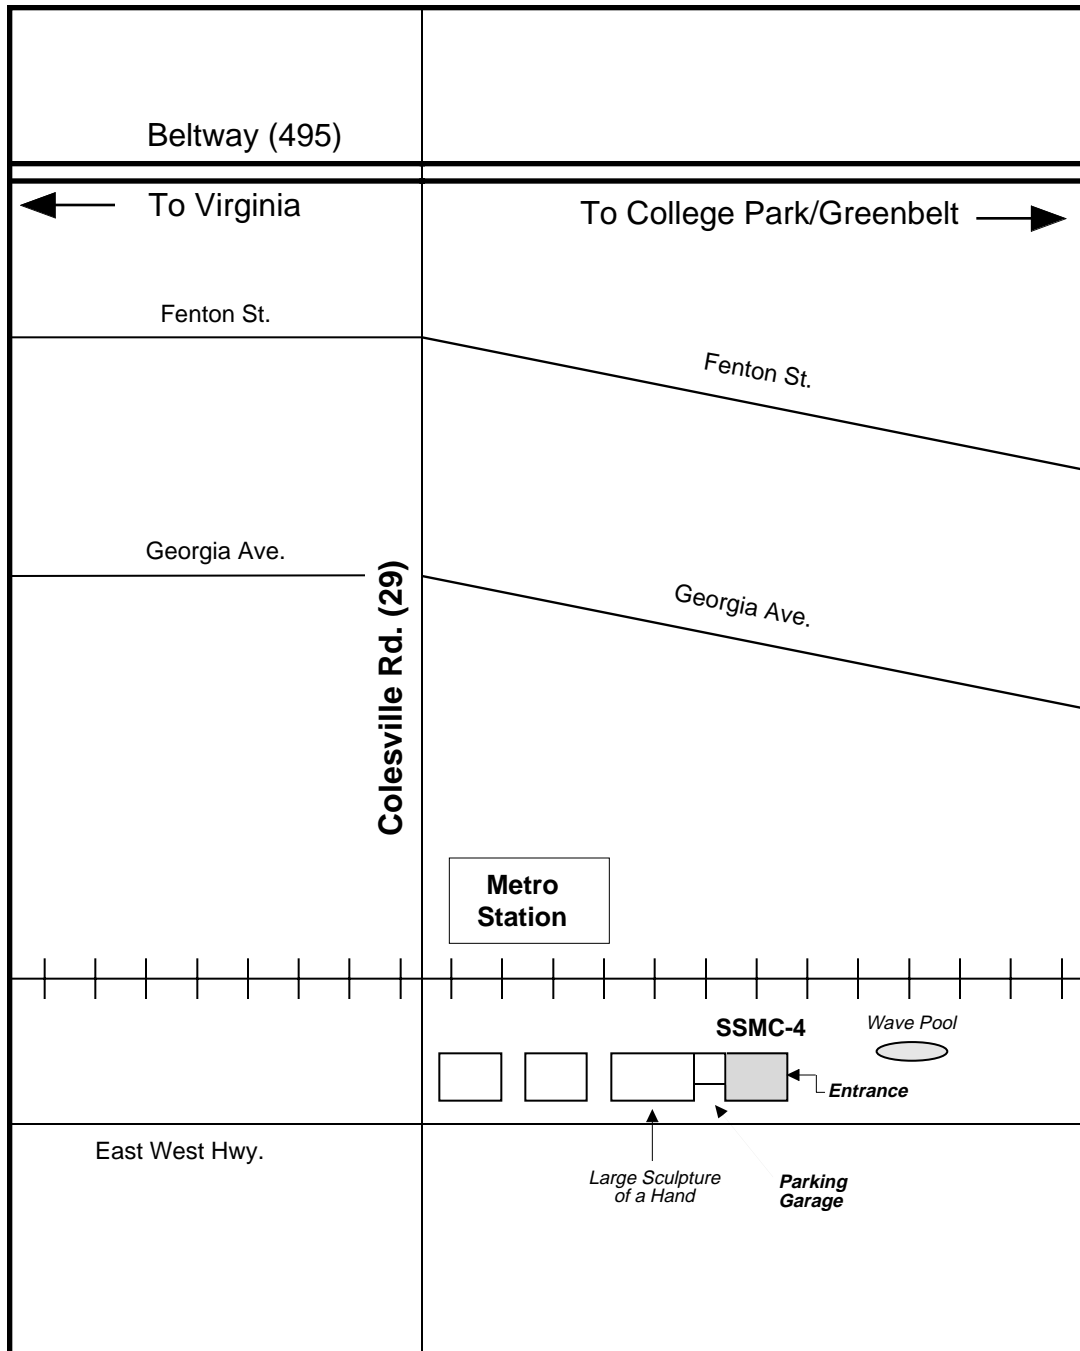 Beltway (495)
To Virginia
To College Park/Greenbelt
Fenton St.
Fenton St.
Georgia Ave.
Georgia Ave.
Colesville Rd. (29)
Metro
Station
SSMC-4
Wave Pool
Entrance
East West Hwy.
Large Sculpture
of a Hand
Parking
Garage